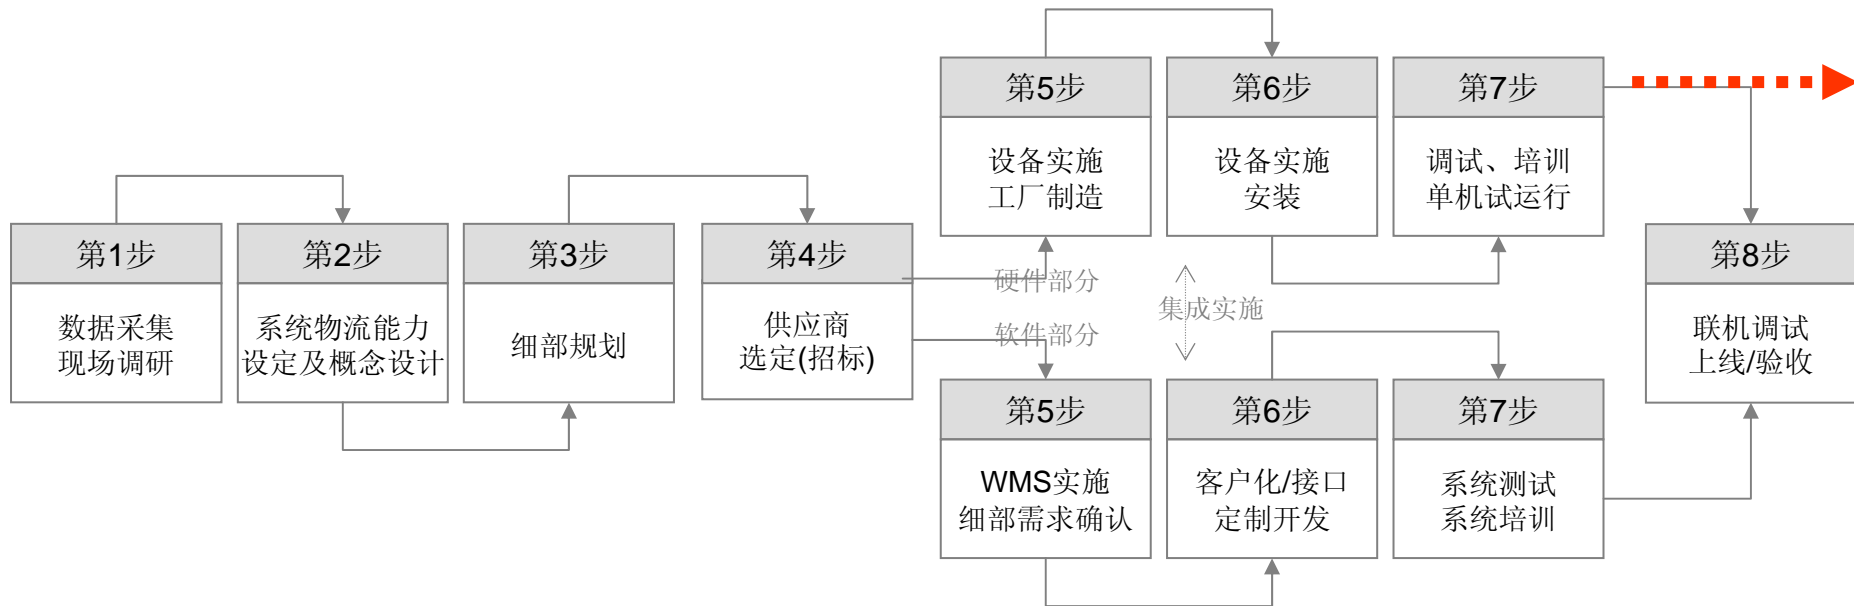 第1步
数据采集
现场调研
第2步
系统物流能力
设定及概念设计
第3步
细部规划
第4步
供应商
选定(招标)
硬件部分
软件部分
第5步
设备实施
工厂制造
第6步
设备实施
安装
第7步
调试、培训
单机试运行
集成实施
第5步
WMS实施
细部需求确认
第6步
客户化/接口
定制开发
第7步
系统测试
系统培训
第8步
联机调试
上线/验收